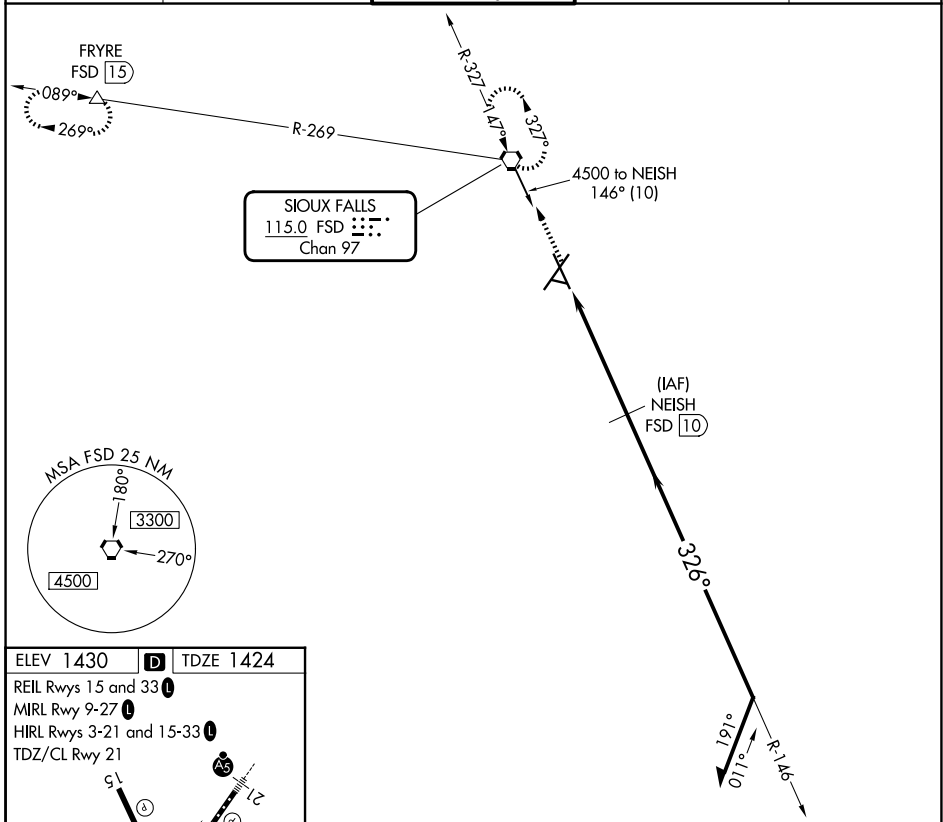 FRYRE
FSD 15
089°
269°
R-269
R-327
147°
327°
4500 to NEISH
146° (10)
SIOUX FALLS
115.0 FSD
Chan 97
(IAF)
NEISH
FSD 10
326°
191°
011°
R-146
MSA FSD 25 NM
180°
3300
270°
4500
ELEV 1430 D TDZE 1424
REIL Rwys 15 and 33 L
MIRL Rwy 9-27 L
HIRL Rwys 3-21 and 15-33 L
TDZ/CL Rwy 21
A5
15
21